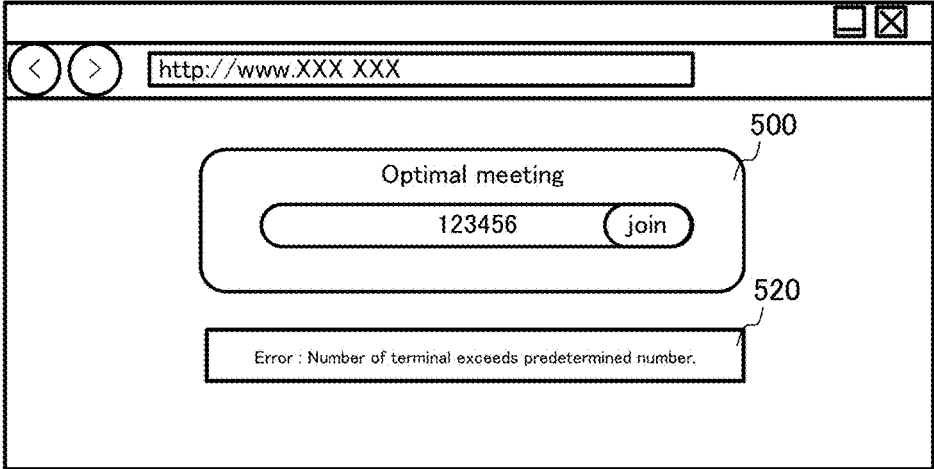 http://www.XXX XXX
500
Optimal meeting
123456 join
520
Error : Number of terminal exceeds predetermined number.